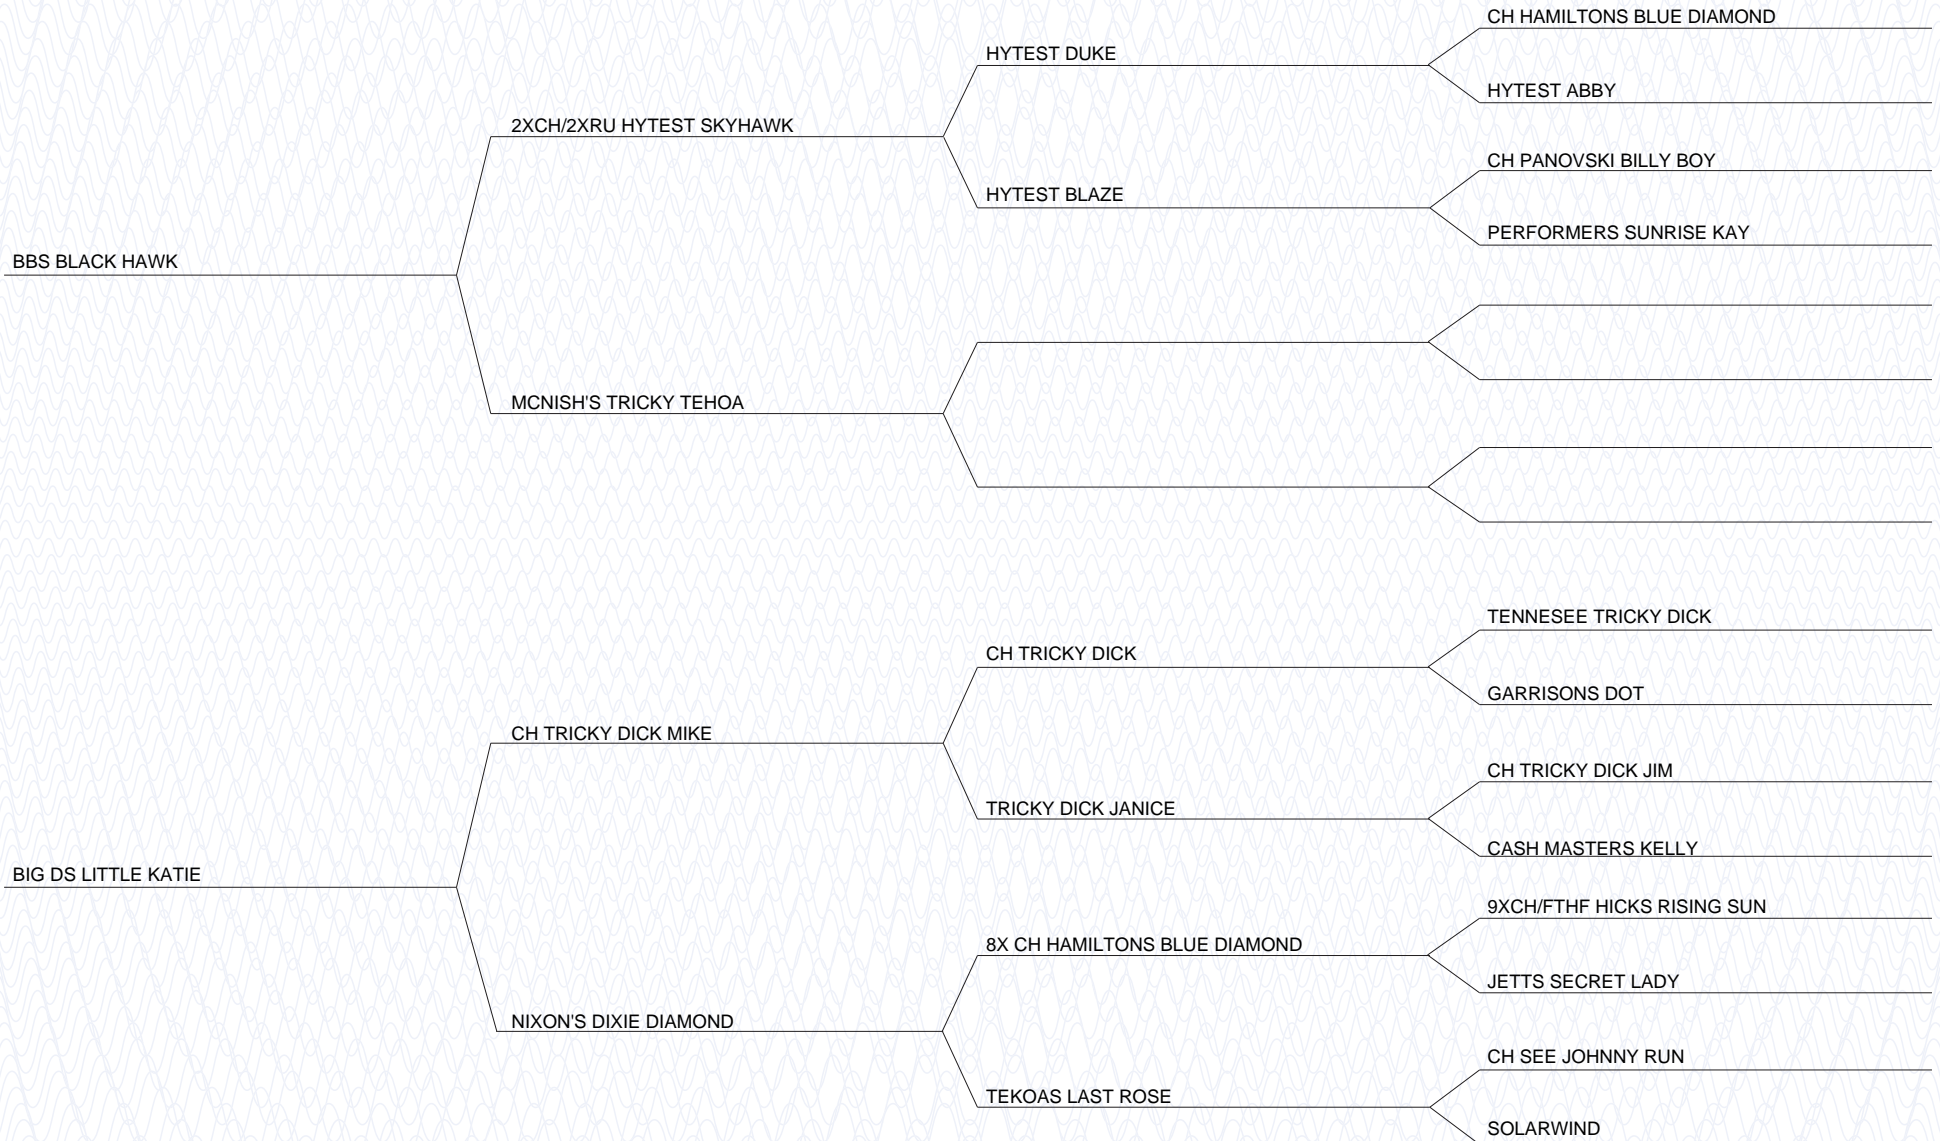 CH HAMILTONS BLUE DIAMOND
HYTEST DUKE
HYTEST ABBY
2XCH/2XRU HYTEST SKYHAWK
CH PANOVSKI BILLY BOY
HYTEST BLAZE
PERFORMERS SUNRISE KAY
BBS BLACK HAWK
MCNISH'S TRICKY TEHOA
TENNESEE TRICKY DICK
CH TRICKY DICK
GARRISONS DOT
CH TRICKY DICK MIKE
CH TRICKY DICK JIM
TRICKY DICK JANICE
CASH MASTERS KELLY
BIG DS LITTLE KATIE
9XCH/FTHF HICKS RISING SUN
8X CH HAMILTONS BLUE DIAMOND
JETTS SECRET LADY
NIXON'S DIXIE DIAMOND
CH SEE JOHNNY RUN
TEKOAS LAST ROSE
SOLARWIND